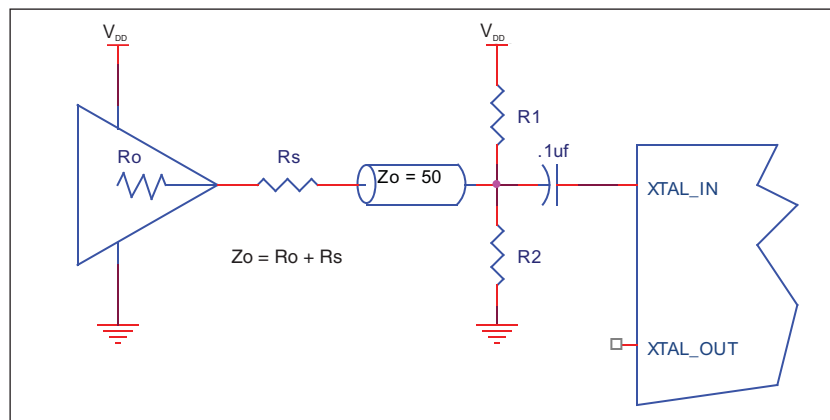 VDD
VDD
R1
.1uf
Ro
Rs
Zo = 50
XTAL_IN
Zo = Ro + Rs
R2
XTAL_OUT